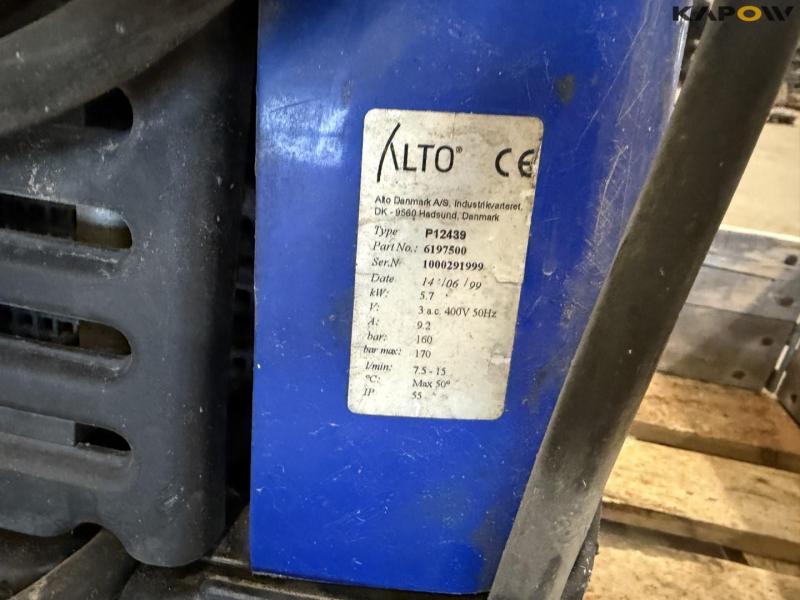 KAPOW
ALTO® CE
Alto Danmark A/S, Industrikvarteret,
DK - 9560 Hadsund, Danmark
Type P12439
Part No.: 6197500
Ser.N 1000291999
Date 14/06/99
kW: 5.7
V: 3 a.c. 400V 50Hz
A: 9.2
bar: 160
bar max: 170
l/min: 7.5 - 15
°C: Max 50°
IP 55